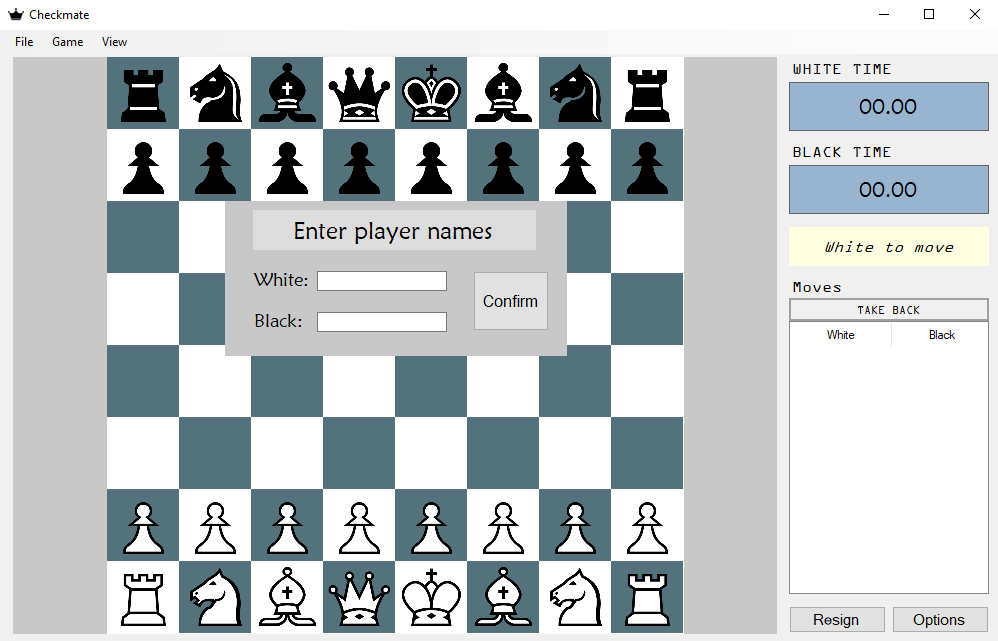 Checkmate
File Game View
WHITE TIME
00.00
BLACK TIME
00.00
White to move
Moves
TAKE BACK
White Black
Enter player names
White:
Black:
Confirm
Resign Options